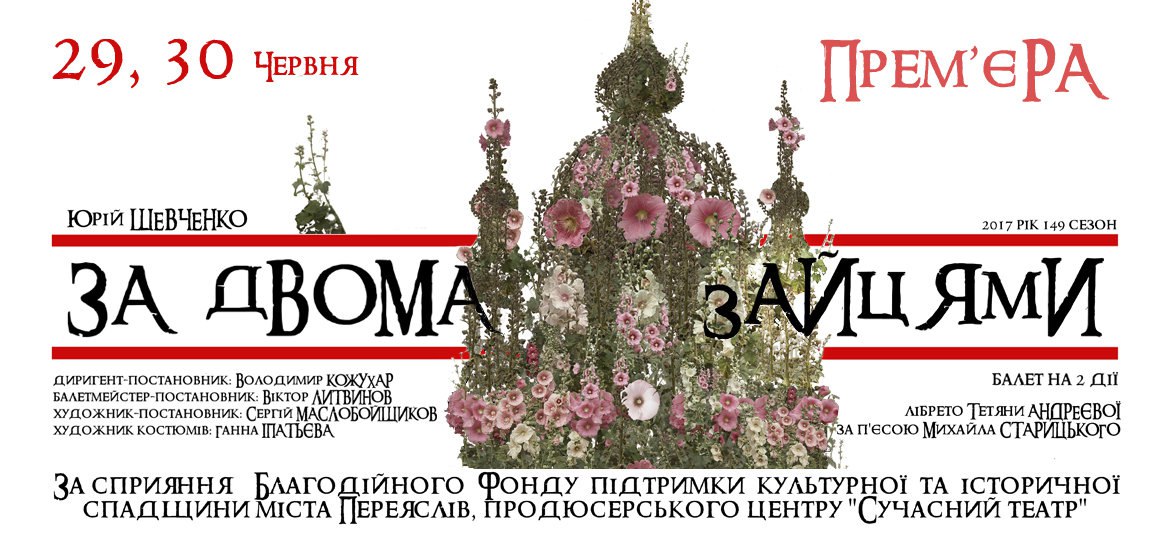 29, 30 Червня
Прем'єра
Юрій Шевченко
2017 рік 149 сезон
За двома зайцями
диригент-постановник: Володимир Кожухар
балетмейстер-постановник: Віктор Литвинов
художник-постановник: Сергій Маслобойщиков
художник костюмів: Ганна Іпатьєва
балет на 2 дії
лібрето Тетяни Андреєвої
за п'єсою Михайла Старицького
За сприяння Благодійного Фонду підтримки культурної та історичної
спадщини міста Переяслів, продюсерського центру "Сучасний театр"